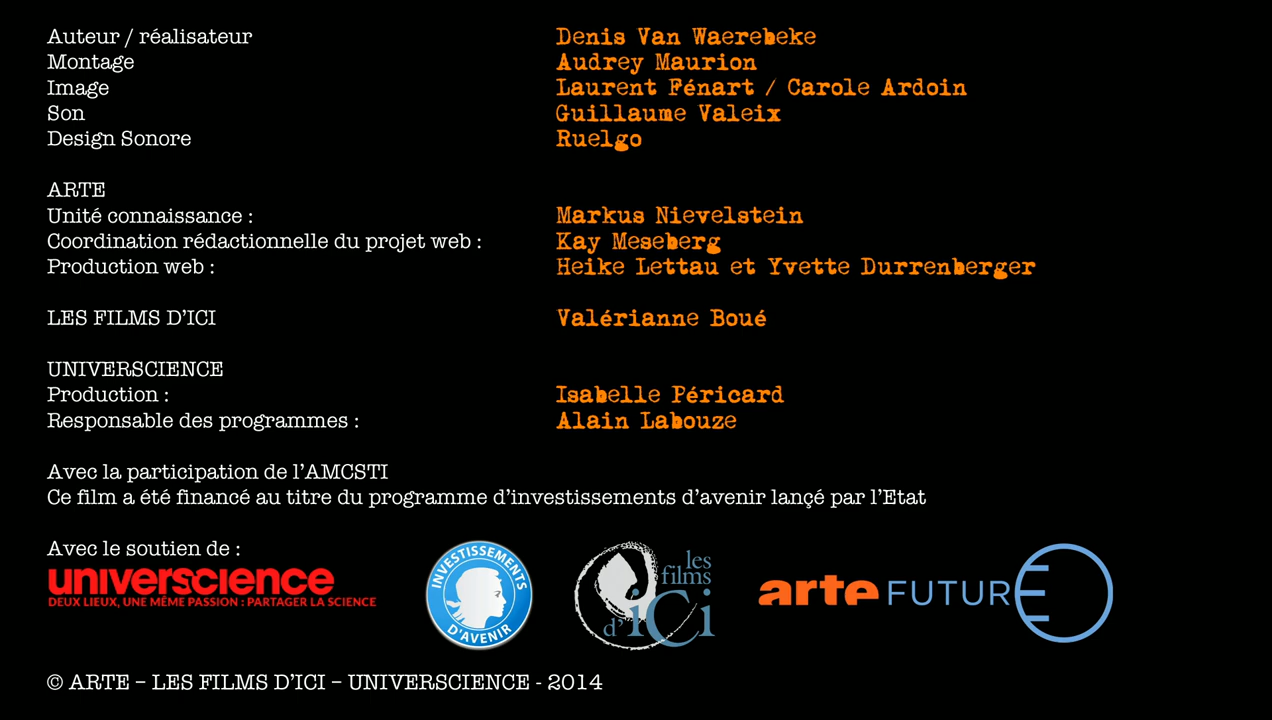 Auteur / réalisateur Denis Van Waerebeke
Montage Audrey Maurion
Image Laurent Fénart / Carole Ardoin
Son Guillaume Valeix
Design Sonore Ruelgo
ARTE
Unité connaissance : Markus Nievelstein
Coordination rédactionnelle du projet web : Kay Meseberg
Production web : Heike Lettau et Yvette Durrenberger
LES FILMS D'ICI Valérianne Boué
UNIVERSCIENCE
Production : Isabelle Péricard
Responsable des programmes : Alain Labouze
Avec la participation de l'AMCSTI
Ce film a été financé au titre du programme d'investissements d'avenir lançé par l'Etat
Avec le soutien de :
universcience
DEUX LIEUX, UNE MÊME PASSION : PARTAGER LA SCIENCE
INVESTISSEMENTS
D'AVENIR
les
films
d'iCi
arte FUTURE
© ARTE – LES FILMS D'ICI – UNIVERSCIENCE - 2014